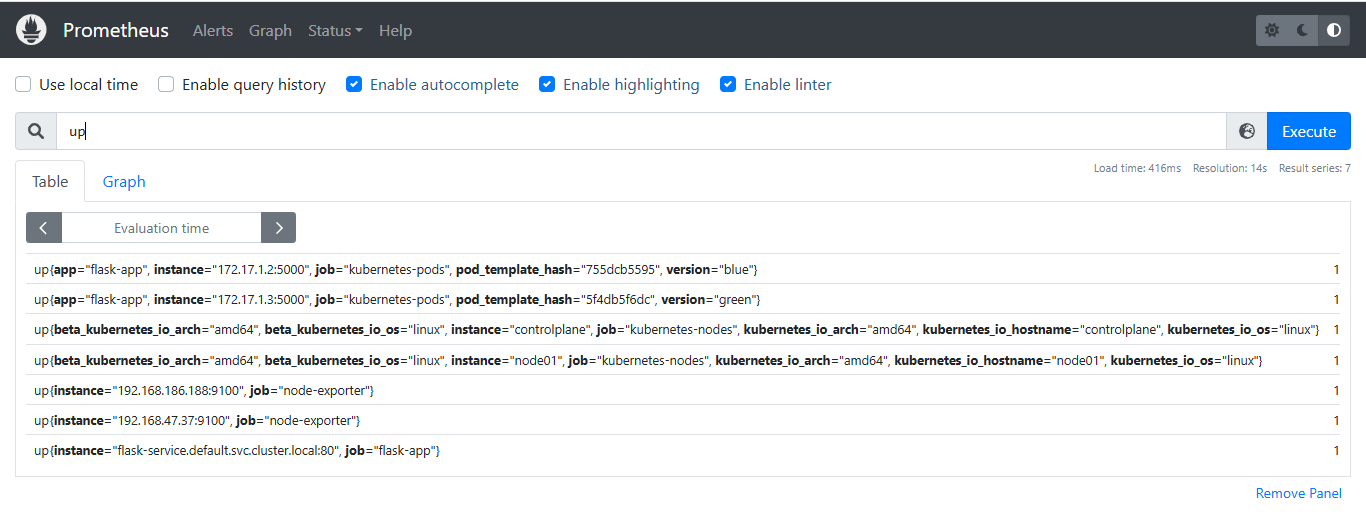 Prometheus Alerts Graph Status Help
Use local time Enable query history Enable autocomplete Enable highlighting Enable linter
up Execute
Load time: 416ms Resolution: 14s Result series: 7
Table Graph
Evaluation time
up{app="flask-app", instance="172.17.1.2:5000", job="kubernetes-pods", pod_template_hash="755dcb5595", version="blue"} 1
up{app="flask-app", instance="172.17.1.3:5000", job="kubernetes-pods", pod_template_hash="5f4db5f6dc", version="green"} 1
up{beta_kubernetes_io_arch="amd64", beta_kubernetes_io_os="linux", instance="controlplane", job="kubernetes-nodes", kubernetes_io_arch="amd64", kubernetes_io_hostname="controlplane", kubernetes_io_os="linux"} 1
up{beta_kubernetes_io_arch="amd64", beta_kubernetes_io_os="linux", instance="node01", job="kubernetes-nodes", kubernetes_io_arch="amd64", kubernetes_io_hostname="node01", kubernetes_io_os="linux"} 1
up{instance="192.168.186.188:9100", job="node-exporter"} 1
up{instance="192.168.47.37:9100", job="node-exporter"} 1
up{instance="flask-service.default.svc.cluster.local:80", job="flask-app"} 1
Remove Panel